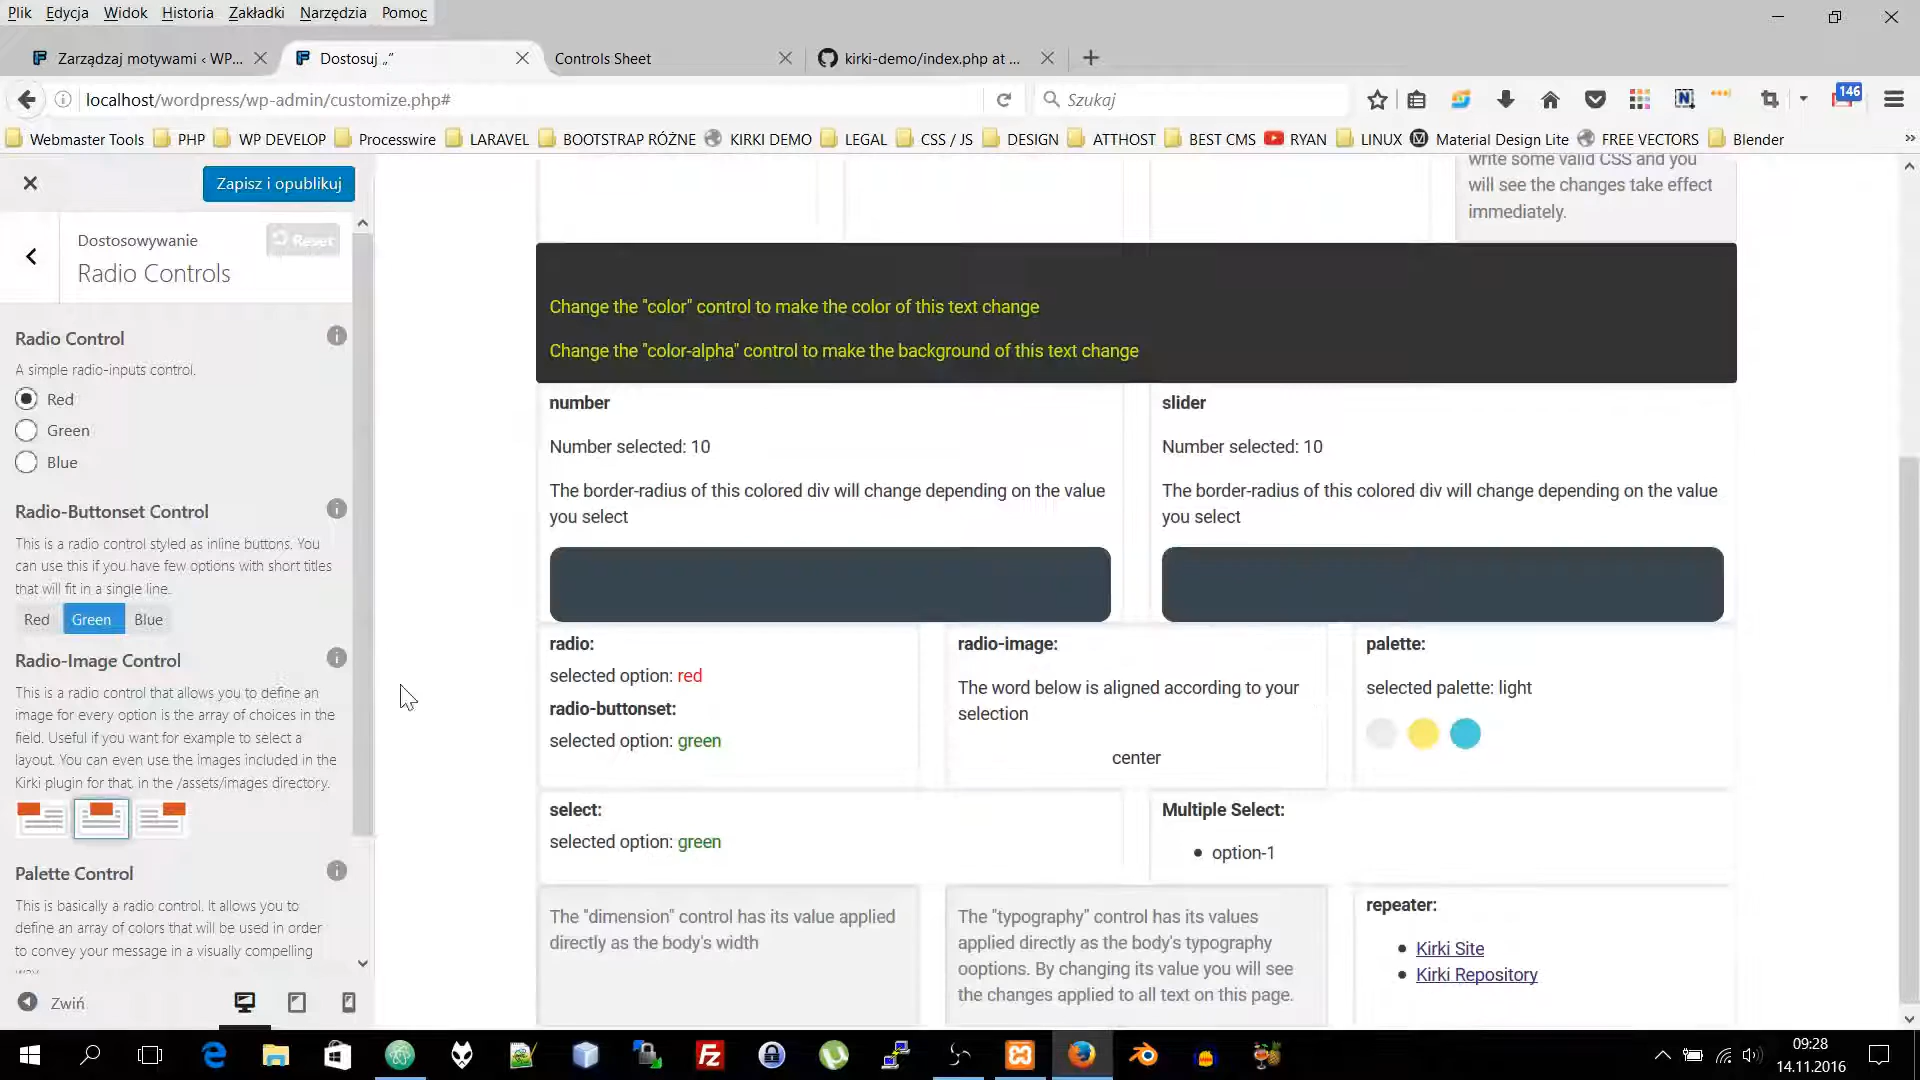 Plik Edycja Widok Historia Zakładki Narzędzia Pomoc
Zarządzaj motywami ‹ WP...
Dostosuj „”
Controls Sheet
kirki-demo/index.php at ...
localhost/wordpress/wp-admin/customize.php#
Szukaj
146
Webmaster Tools PHP WP DEVELOP Processwire LARAVEL BOOTSTRAP RÓŻNE KIRKI DEMO LEGAL CSS / JS DESIGN ATTHOST BEST CMS RYAN LINUX Material Design Lite FREE VECTORS Blender »
Zapisz i opublikuj
Dostosowywanie
Reset
Radio Controls
Radio Control
A simple radio-inputs control.
Red
Green
Blue
Radio-Buttonset Control
This is a radio control styled as inline buttons. You
can use this if you have few options with short titles
that will fit in a single line.
Red Green Blue
Radio-Image Control
This is a radio control that allows you to define an
image for every option is the array of choices in the
field. Useful if you want for example to select a
layout. You can even use the images included in the
Kirki plugin for that, in the /assets/images directory.
Palette Control
This is basically a radio control. It allows you to
define an array of colors that will be used in order
to convey your message in a visually compelling
Zwiń
write some valid CSS and you
will see the changes take effect
immediately.
Change the "color" control to make the color of this text change
Change the "color-alpha" control to make the background of this text change
number
Number selected: 10
The border-radius of this colored div will change depending on the value
you select
slider
Number selected: 10
The border-radius of this colored div will change depending on the value
you select
radio:
selected option: red
radio-buttonset:
selected option: green
radio-image:
The word below is aligned according to your
selection
center
palette:
selected palette: light
select:
selected option: green
Multiple Select:
option-1
The "dimension" control has its value applied
directly as the body's width
The "typography" control has its values
applied directly as the body's typography
ooptions. By changing its value you will see
the changes applied to all text on this page.
repeater:
Kirki Site
Kirki Repository
09:28
14.11.2016